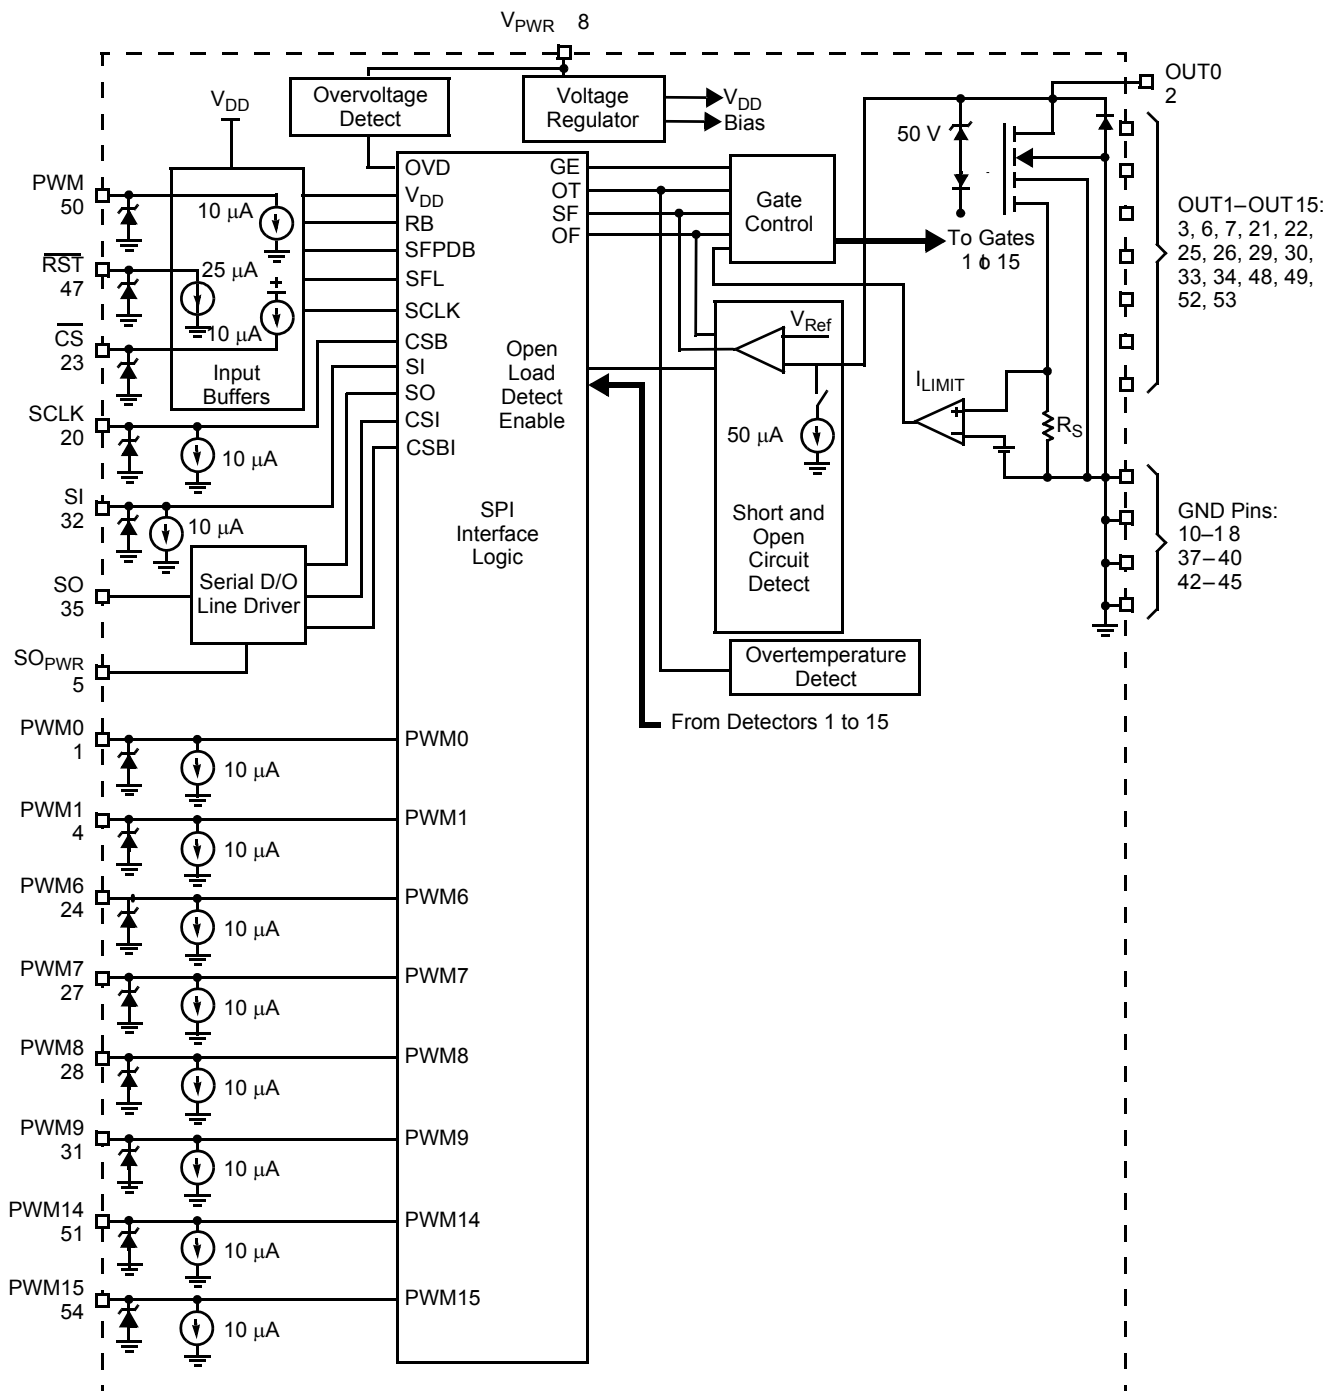 VPWR 8
Overvoltage
Detect
Voltage
Regulator
VDD
Bias
VDD
PWM
50
10 μA
RST
47
25 μA
+
10 μA
CS
23
Input
Buffers
SCLK
20
10 μA
SI
32
10 μA
SO
35
Serial D/O
Line Driver
SOPWR
5
PWM0
1
10 μA
PWM1
4
10 μA
PWM6
24
10 μA
PWM7
27
10 μA
PWM8
28
10 μA
PWM9
31
10 μA
PWM14
51
10 μA
PWM15
54
10 μA
OVD
VDD
RB
SFPDB
SFL
SCLK
CSB
SI
SO
CSI
CSBI
GE
OT
SF
OF
Open
Load
Detect
Enable
SPI
Interface
Logic
PWM0
PWM1
PWM6
PWM7
PWM8
PWM9
PWM14
PWM15
Gate
Control
To Gates
1 to 15
50 V
VRef
50 μA
Short and
Open
Circuit
Detect
Overtemperature
Detect
From Detectors 1 to 15
ILIMIT
+
–
RS
OUT0
2
OUT1–OUT15:
3, 6, 7, 21, 22,
25, 26, 29, 30,
33, 34, 48, 49,
52, 53
GND Pins:
10–18
37–40
42–45